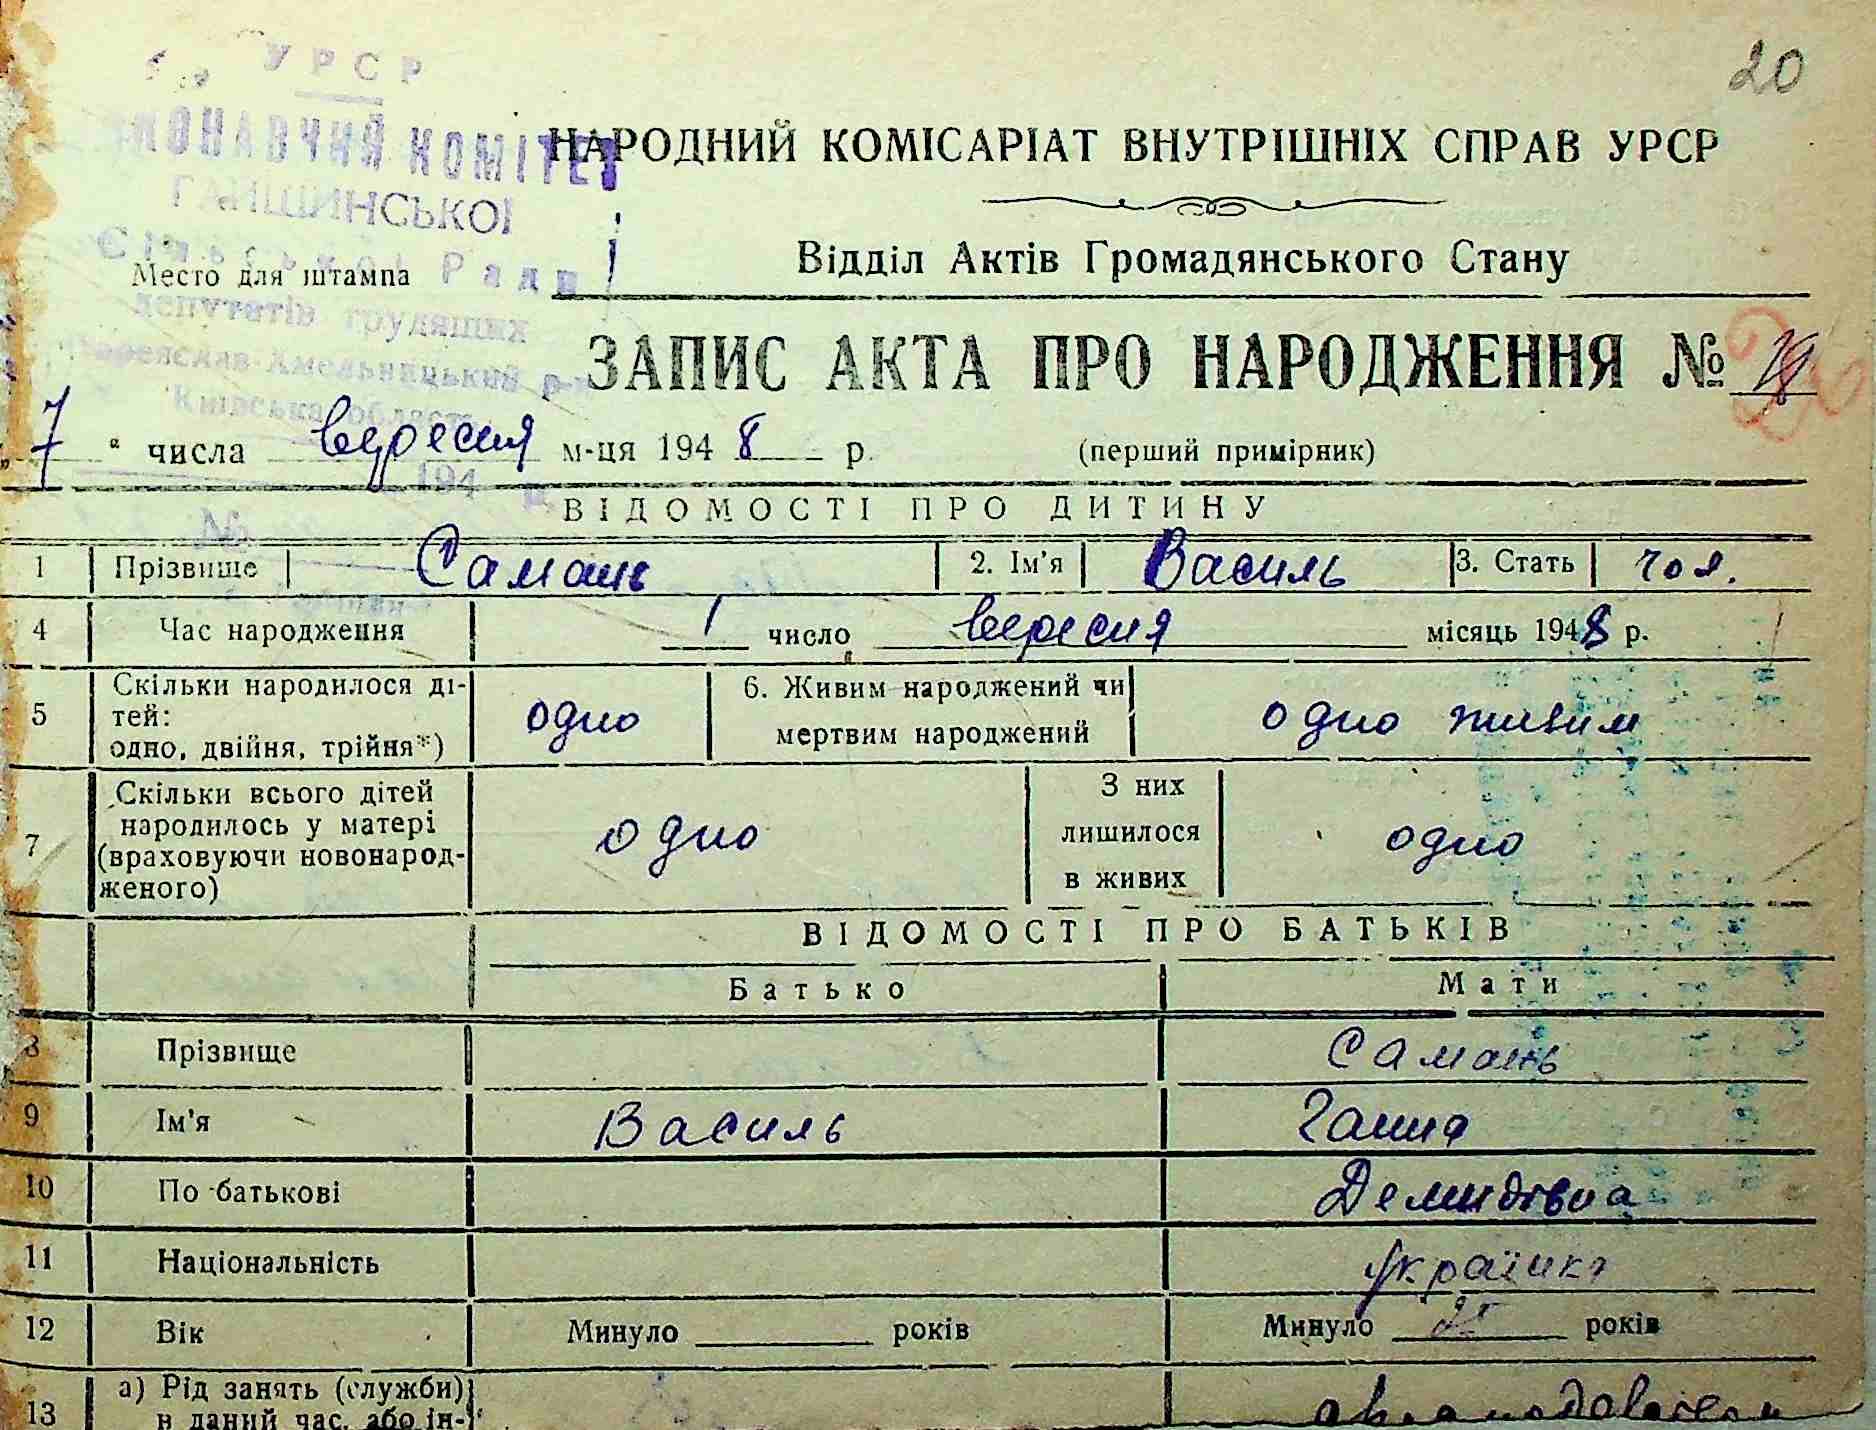 20
УРСР
ВИКОНАВЧИЙ КОМІТЕТ
ГАЙШИНСЬКОЇ
Сільської Ради
депутатів трудящих
Переяслав-Хмельницький р-н
Київська область
194 р.
№
Место для штампа
НАРОДНИЙ КОМІСАРІАТ ВНУТРІШНІХ СПРАВ УРСР
Відділ Актів Громадянського Стану
ЗАПИС АКТА ПРО НАРОДЖЕННЯ №
„ 7 “ числа вересня м-ця 1948 р. (перший примірник)
ВІДОМОСТІ ПРО ДИТИНУ
1 Прізвище Самань 2. Ім'я Василь 3. Стать чол.
4 Час народження 1 число вересня місяць 1948 р.
5 Скільки народилося ді-
тей:
одно, двійня, трійня*) одно 6. Живим народжений чи
мертвим народжений одно живим
7 Скільки всього дітей
народилось у матері
(враховуючи новонарод-
женого) одно З них
лишилося
в живих одно
ВІДОМОСТІ ПРО БАТЬКІВ
Батько Мати
8 Прізвище Самань
9 Ім'я Василь Ганна
10 По-батькові Демидівна
11 Національність українка
12 Вік Минуло років Минуло років
13 а) Рід занять (служби)
в даний час, або ін-